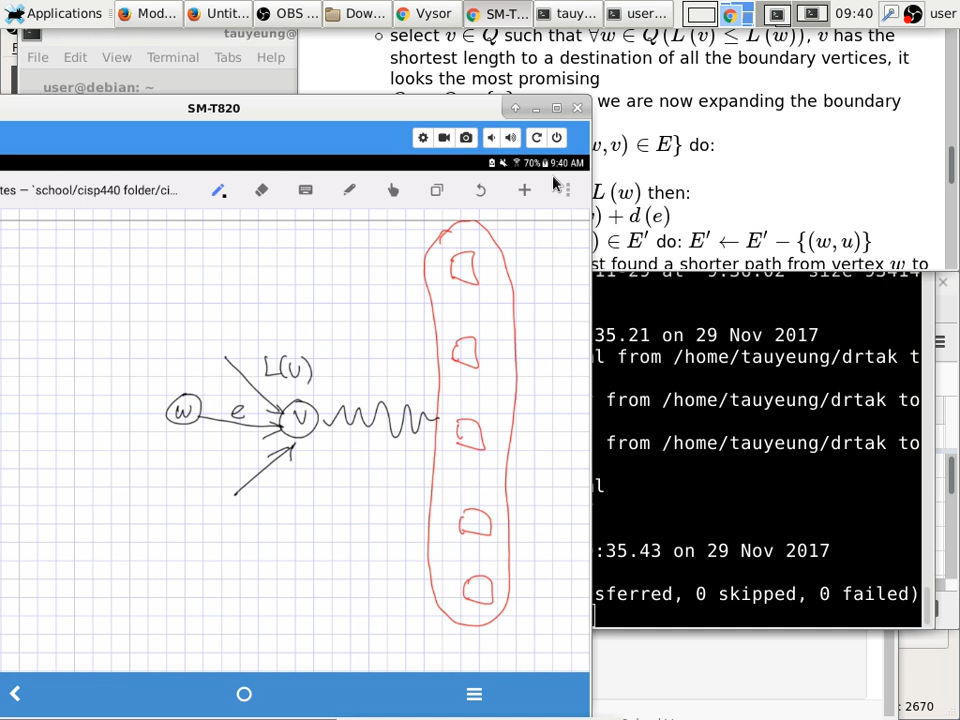 Applications
Mod...
Untit...
OBS ...
Dow...
Vysor
SM-T...
tauy...
user...
09:40
user
tauyeung@
File Edit View Terminal Tabs Help
user@debian: ~
select v ∈ Q such that ∀w ∈ Q(L(v) ≤ L(w)), v has the
shortest length to a destination of all the boundary vertices, it
looks the most promising
we are now expanding the boundary
w, v) ∈ E} do:
L(w) then:
) + d(e)
) ∈ E′ do: E′ ← E′ − {(w, u)}
st found a shorter path from vertex w to
SM-T820
70% 9:40 AM
tes – `school/cisp440 folder/ci...
L(v)
w
e
v
35.21 on 29 Nov 2017
l from /home/tauyeung/drtak t
from /home/tauyeung/drtak to
from /home/tauyeung/drtak to
l
:35.43 on 29 Nov 2017
sferred, 0 skipped, 0 failed)
: 2670